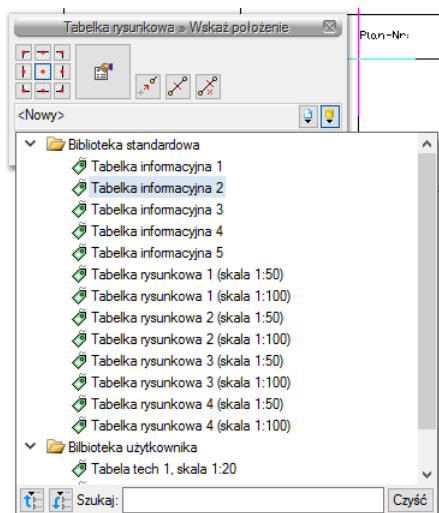 Tabelka rysunkowa » Wskaż położenie
Plan-Nr:
<Nowy>
Biblioteka standardowa
Tabelka informacyjna 1
Tabelka informacyjna 2
Tabelka informacyjna 3
Tabelka informacyjna 4
Tabelka informacyjna 5
Tabelka rysunkowa 1 (skala 1:50)
Tabelka rysunkowa 1 (skala 1:100)
Tabelka rysunkowa 2 (skala 1:50)
Tabelka rysunkowa 2 (skala 1:100)
Tabelka rysunkowa 3 (skala 1:50)
Tabelka rysunkowa 3 (skala 1:100)
Tabelka rysunkowa 4 (skala 1:50)
Tabelka rysunkowa 4 (skala 1:100)
Bilbioteka użytkownika
Tabela tech 1, skala 1:20
Szukaj:
Czyść